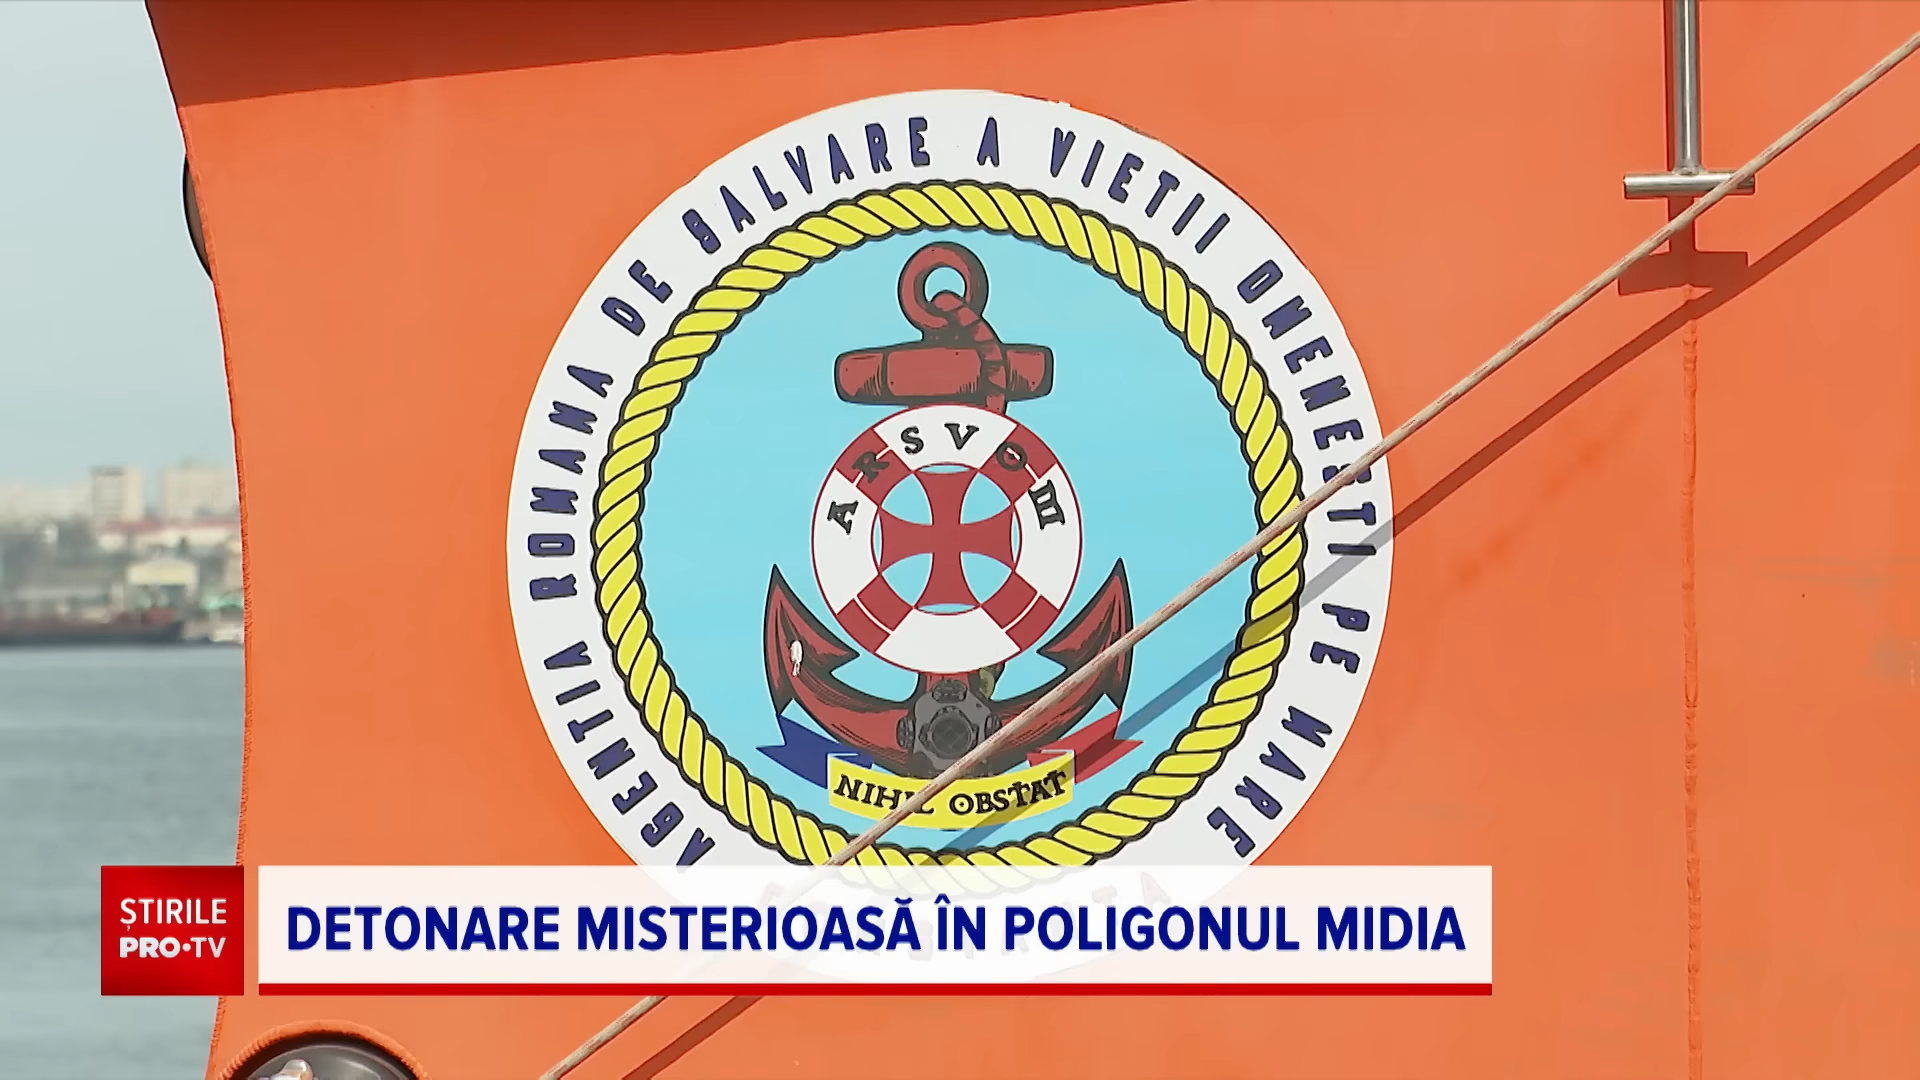 AGENTIA ROMANA DE SALVARE A VIETII OMENESTI PE MARE
ARSVOM
NIHIL OBSTAT
ȘTIRILE
PRO•TV
DETONARE MISTERIOASĂ ÎN POLIGONUL MIDIA